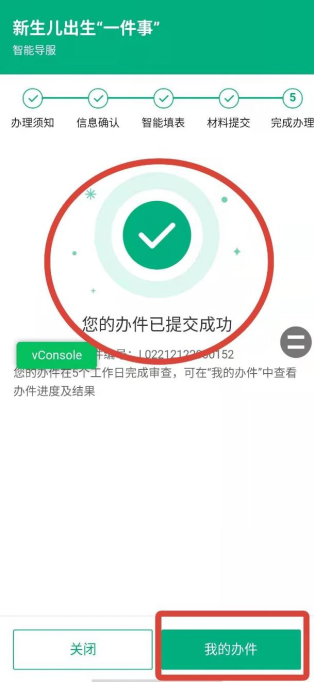 新生儿出生“一件事”
智能导服
5
办理须知 信息确认 智能填表 材料提交 完成办理
您的办件已提交成功
vConsole
您的办件在5个工作日完成审查，可在“我的办件”中查看
办件进度及结果
关闭 我的办件